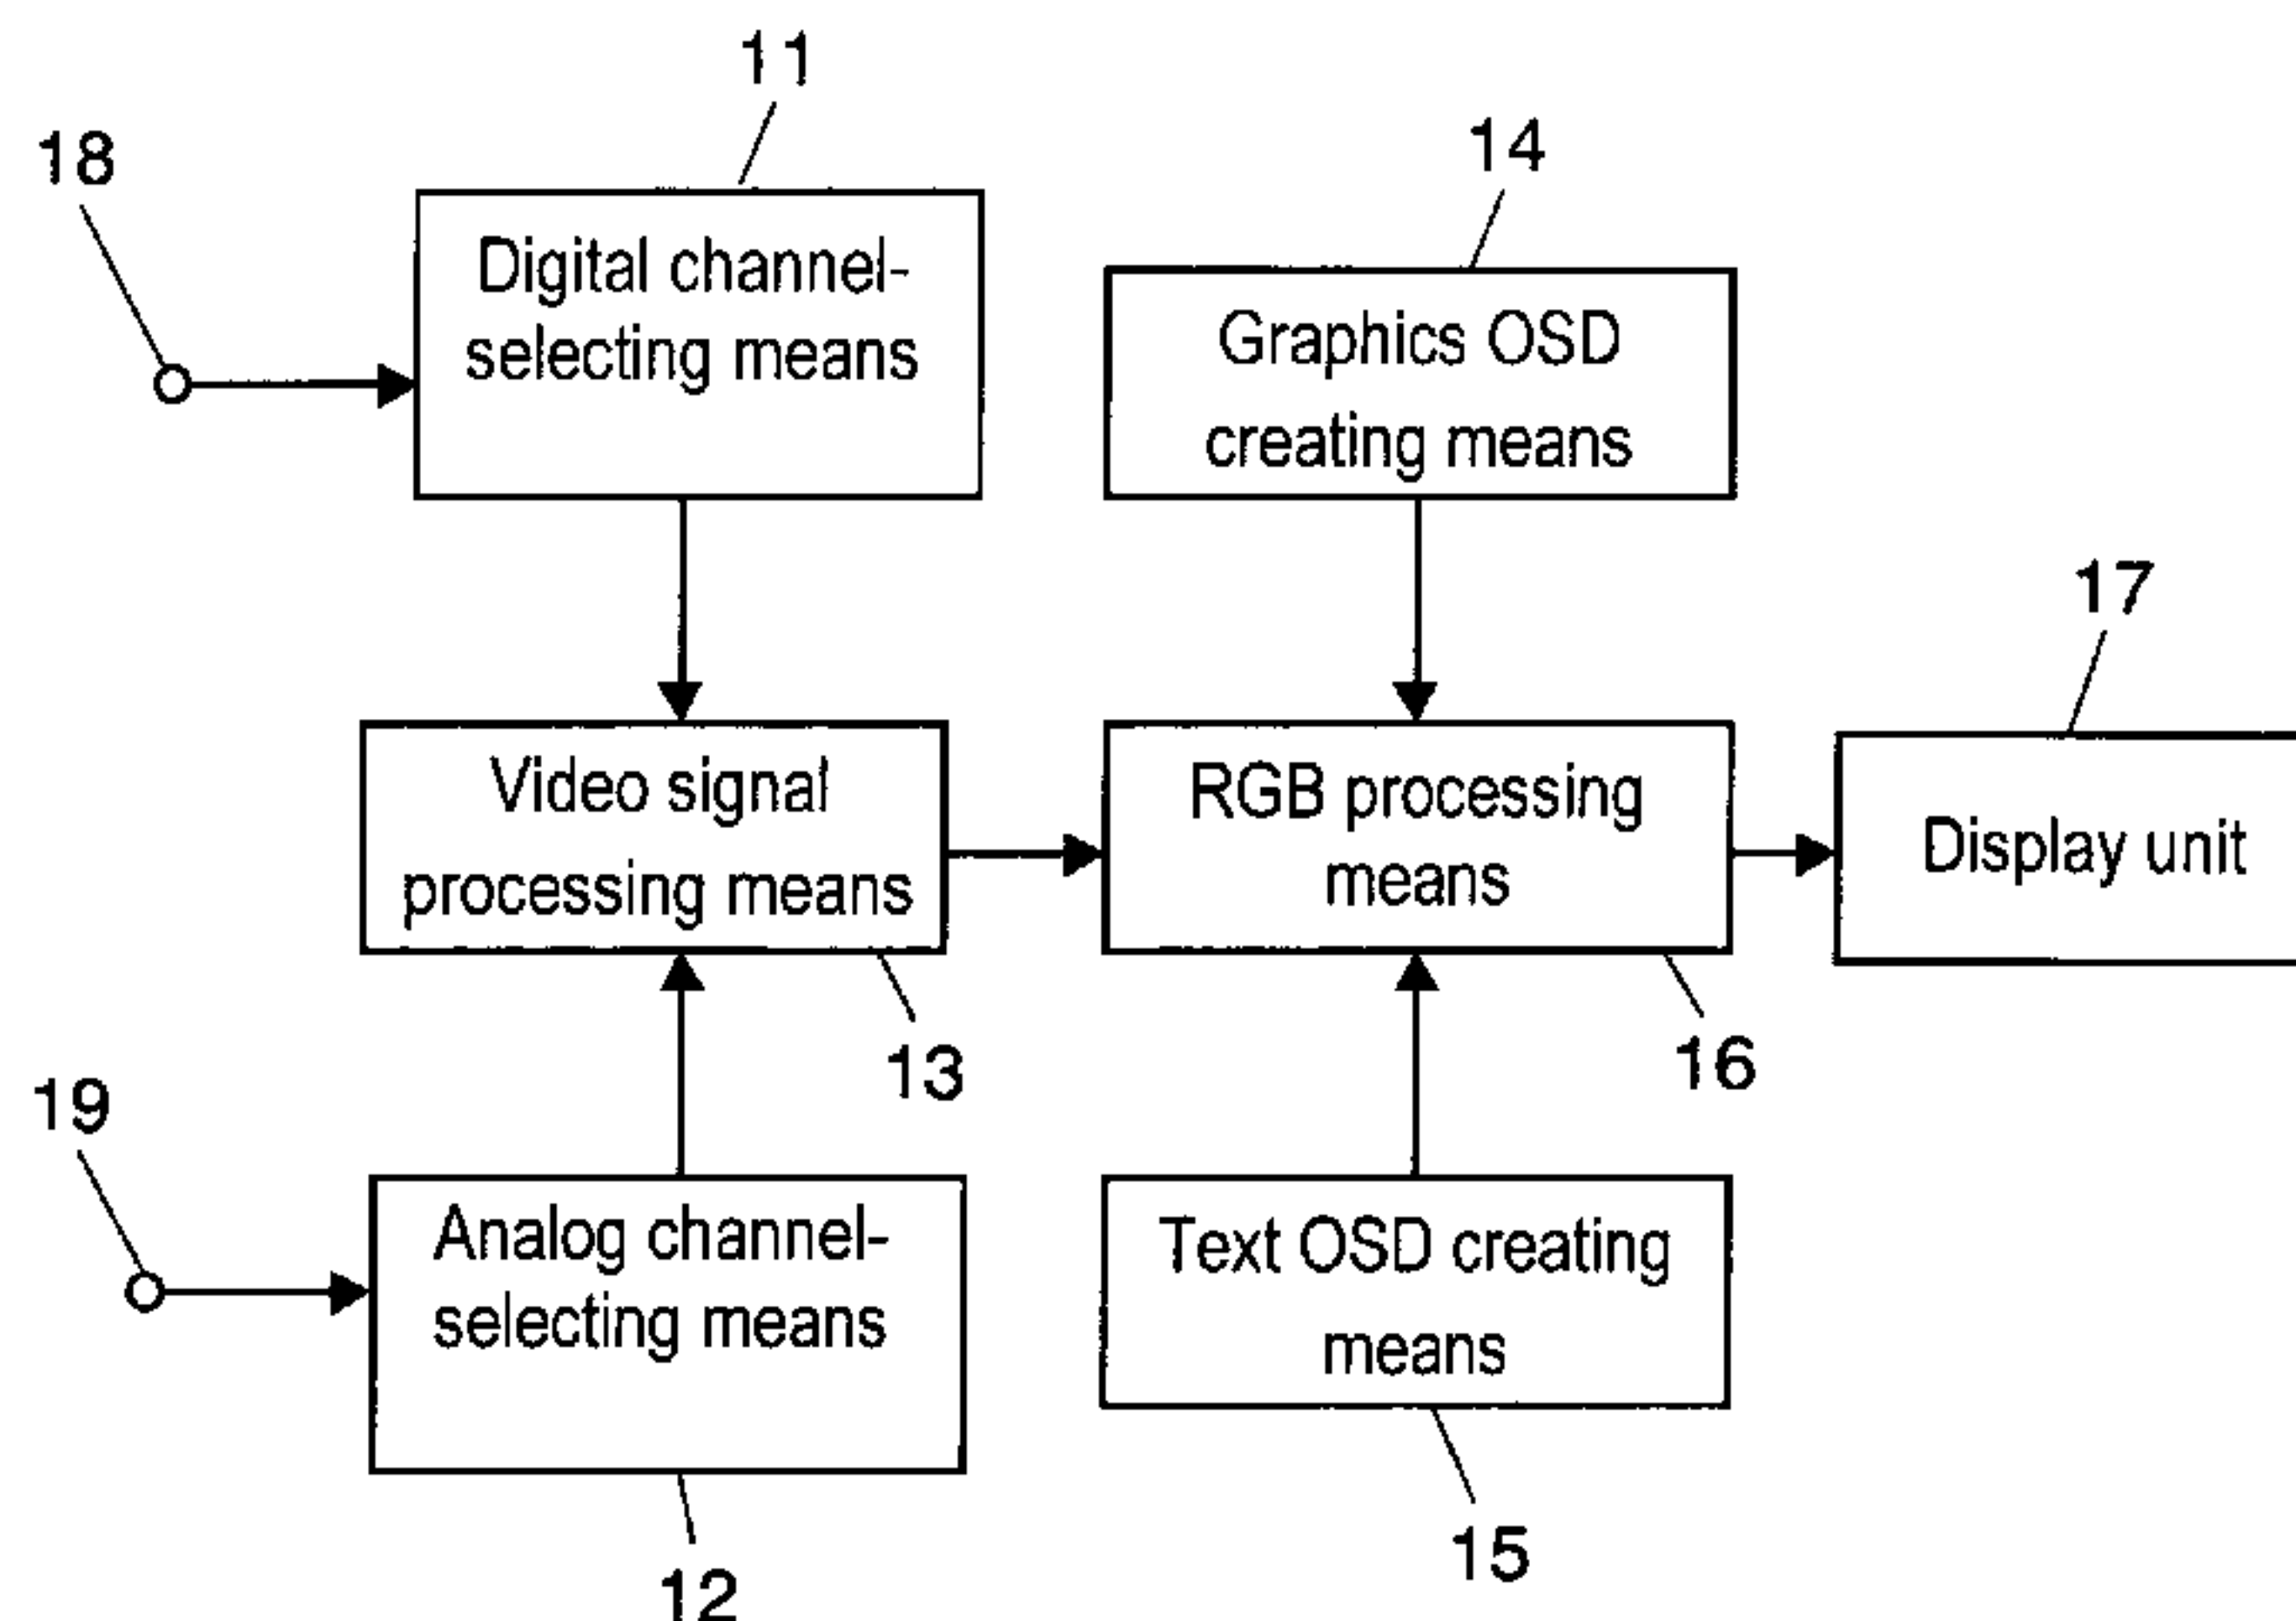 11
18
14
Digital channel-
selecting means
Graphics OSD
creating means
17
Video signal
processing means
RGB processing
means
Display unit
13
16
19
Analog channel-
selecting means
Text OSD creating
means
15
12